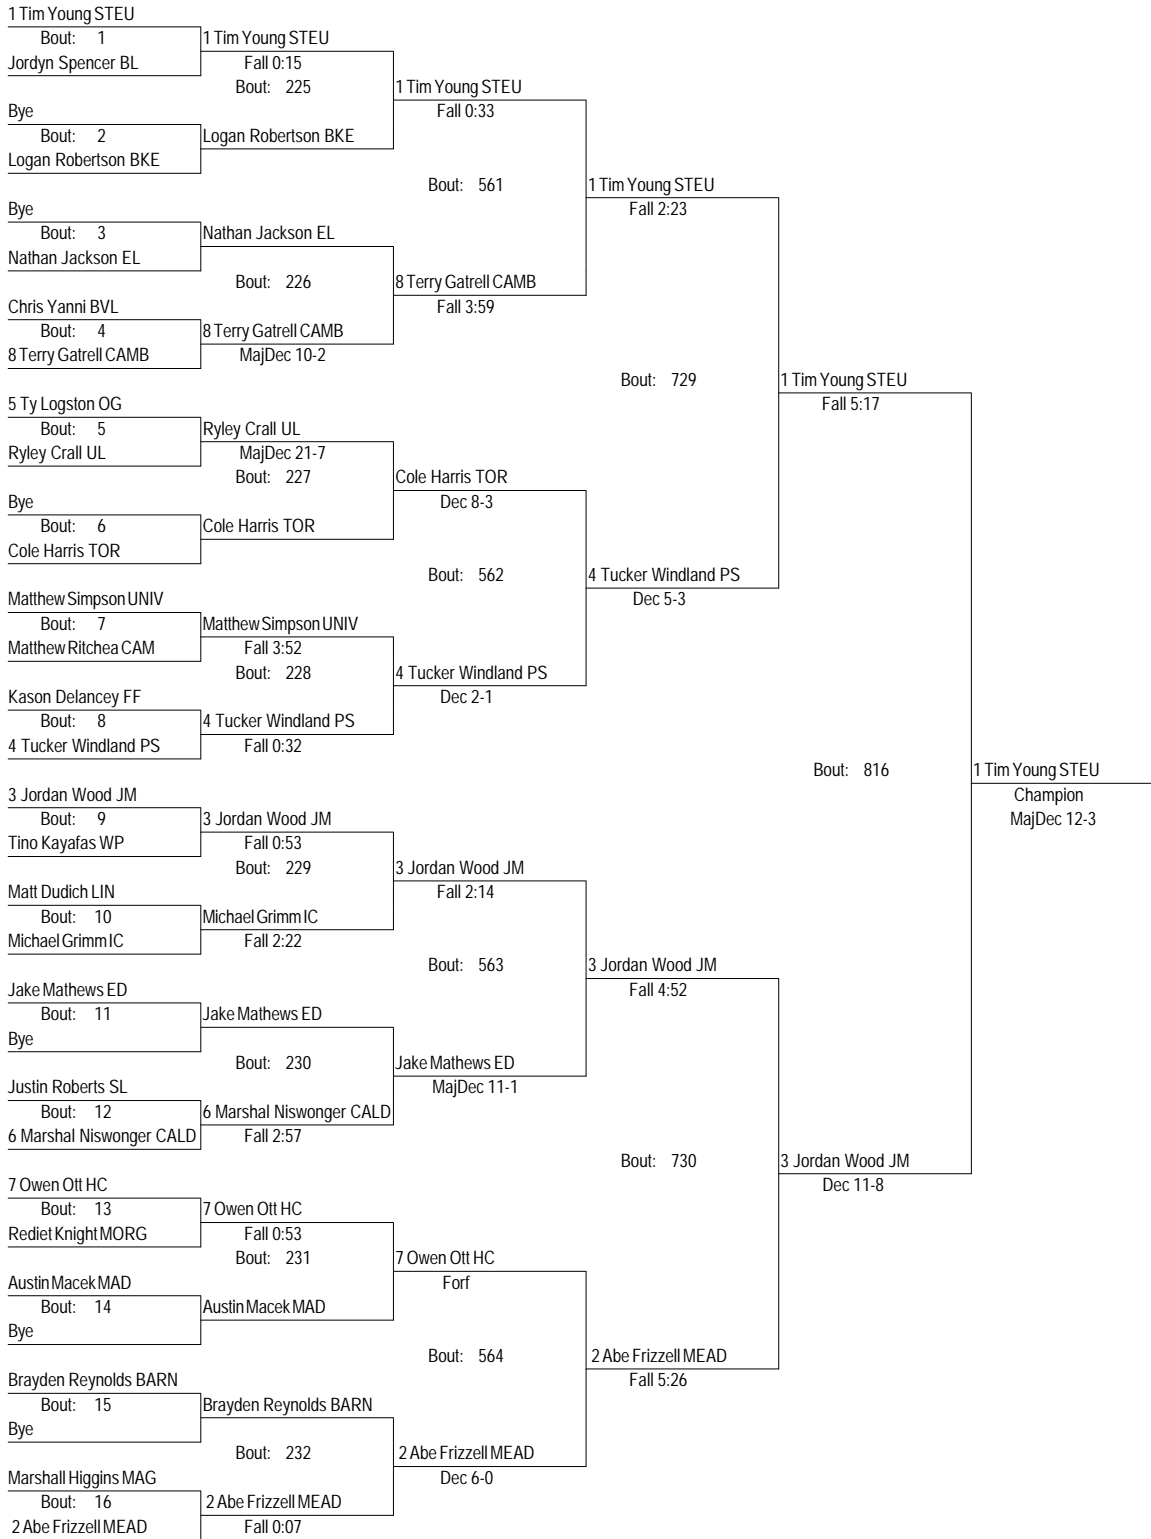 1 Tim Young STEU
Bout: 1
1 Tim Young STEU
Jordyn Spencer BL
Fall 0:15
Bout: 225
1 Tim Young STEU
Bye
Fall 0:33
Bout: 2
Logan Robertson BKE
Logan Robertson BKE
Bout: 561
1 Tim Young STEU
Bye
Fall 2:23
Bout: 3
Nathan Jackson EL
Nathan Jackson EL
Bout: 226
8 Terry Gatrell CAMB
Chris Yanni BVL
Fall 3:59
Bout: 4
8 Terry Gatrell CAMB
8 Terry Gatrell CAMB
MajDec 10-2
Bout: 729
1 Tim Young STEU
5 Ty Logston OG
Fall 5:17
Bout: 5
Ryley Crall UL
Ryley Crall UL
MajDec 21-7
Bout: 227
Cole Harris TOR
Bye
Dec 8-3
Bout: 6
Cole Harris TOR
Cole Harris TOR
Bout: 562
4 Tucker Windland PS
Matthew Simpson UNIV
Dec 5-3
Bout: 7
Matthew Simpson UNIV
Matthew Ritchea CAM
Fall 3:52
Bout: 228
4 Tucker Windland PS
Kason Delancey FF
Dec 2-1
Bout: 8
4 Tucker Windland PS
4 Tucker Windland PS
Fall 0:32
Bout: 816
1 Tim Young STEU
3 Jordan Wood JM
Champion
Bout: 9
3 Jordan Wood JM
MajDec 12-3
Tino Kayafas WP
Fall 0:53
Bout: 229
3 Jordan Wood JM
Matt Dudich LIN
Fall 2:14
Bout: 10
Michael Grimm IC
Michael Grimm IC
Fall 2:22
Bout: 563
3 Jordan Wood JM
Jake Mathews ED
Fall 4:52
Bout: 11
Jake Mathews ED
Bye
Bout: 230
Jake Mathews ED
Justin Roberts SL
MajDec 11-1
Bout: 12
6 Marshal Niswonger CALD
6 Marshal Niswonger CALD
Fall 2:57
Bout: 730
3 Jordan Wood JM
7 Owen Ott HC
Dec 11-8
Bout: 13
7 Owen Ott HC
Rediet Knight MORG
Fall 0:53
Bout: 231
7 Owen Ott HC
Austin Macek MAD
Forf
Bout: 14
Austin Macek MAD
Bye
Bout: 564
2 Abe Frizzell MEAD
Brayden Reynolds BARN
Fall 5:26
Bout: 15
Brayden Reynolds BARN
Bye
Bout: 232
2 Abe Frizzell MEAD
Marshall Higgins MAG
Dec 6-0
Bout: 16
2 Abe Frizzell MEAD
2 Abe Frizzell MEAD
Fall 0:07